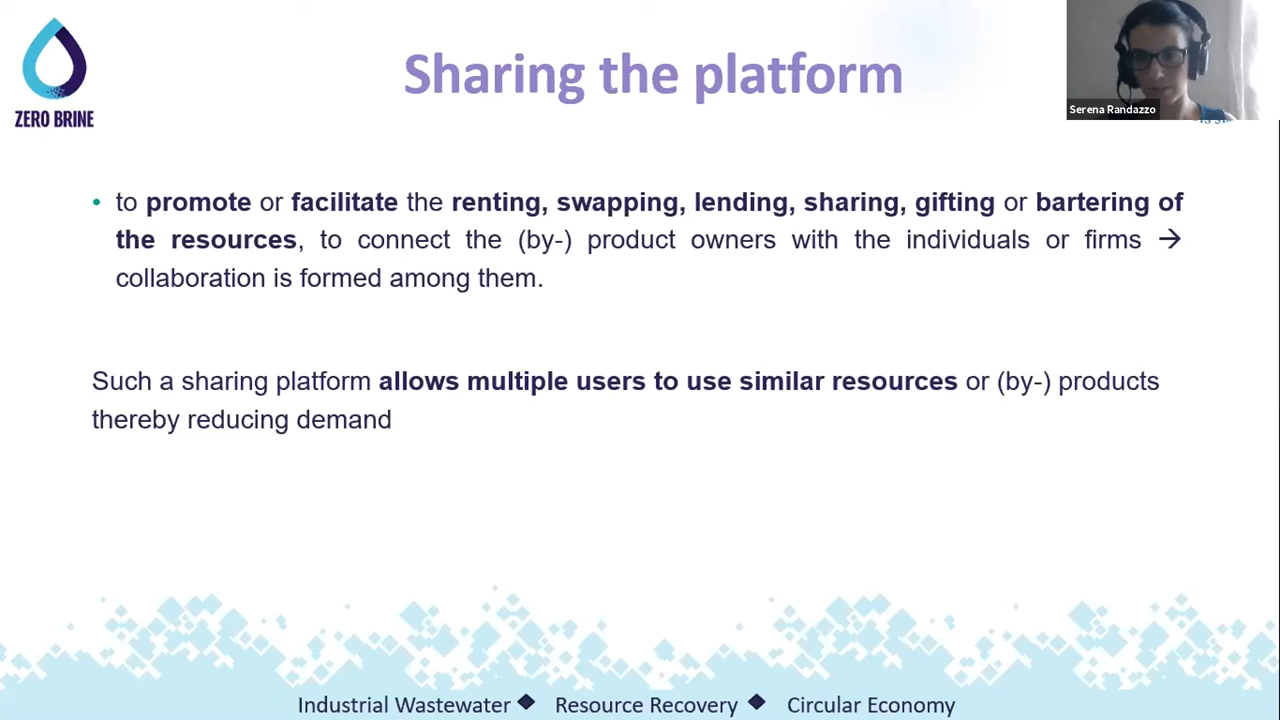 Sharing the platform
ZERO BRINE
Serena Randazzo
• to promote or facilitate the renting, swapping, lending, sharing, gifting or bartering of
the resources, to connect the (by-) product owners with the individuals or firms →
collaboration is formed among them.
Such a sharing platform allows multiple users to use similar resources or (by-) products
thereby reducing demand
Industrial Wastewater ◆ Resource Recovery ◆ Circular Economy